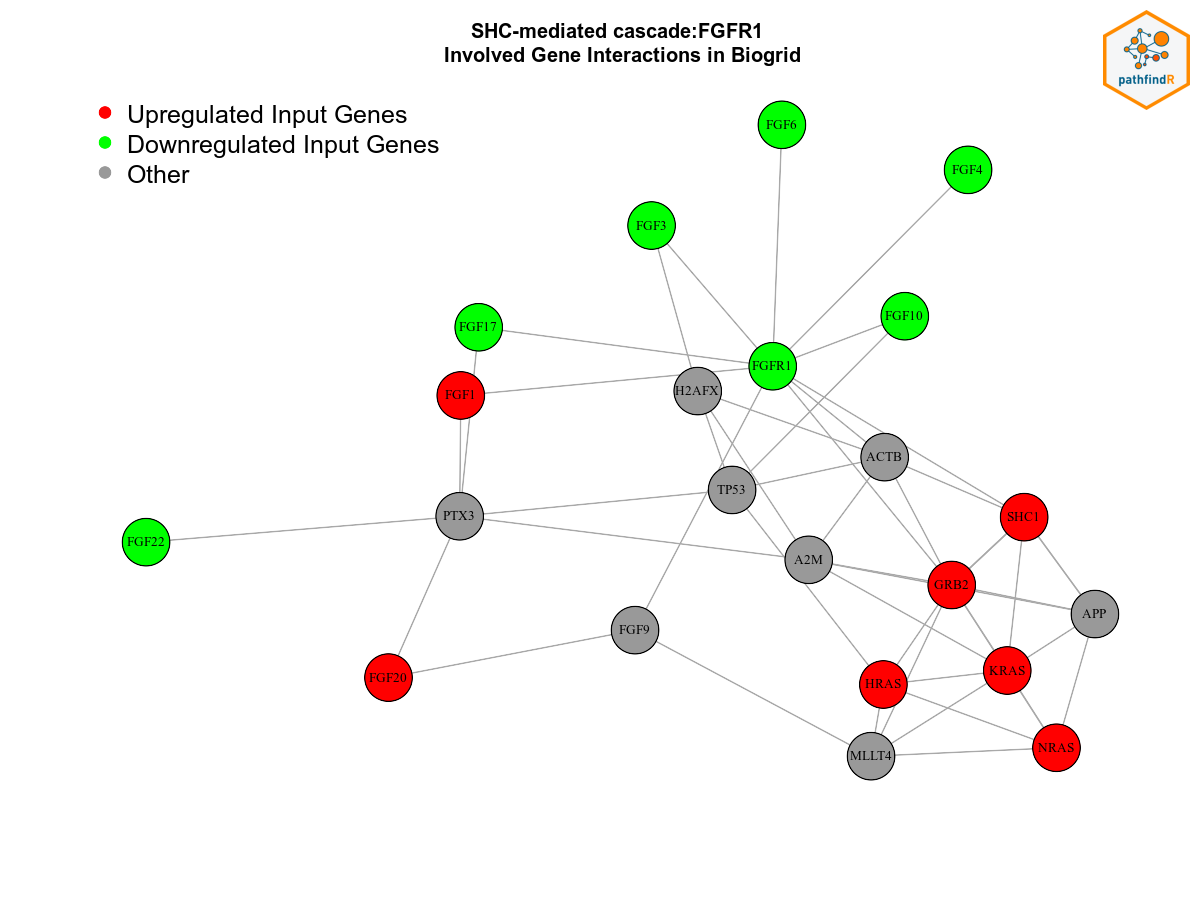 SHC-mediated cascade:FGFR1
Involved Gene Interactions in Biogrid
pathfindR
Upregulated Input Genes
Downregulated Input Genes
Other
FGF6
FGF4
FGF3
FGF10
FGF17
FGFR1
H2AFX
FGF1
ACTB
TP53
PTX3
SHC1
FGF22
A2M
GRB2
APP
FGF9
KRAS
FGF20
HRAS
NRAS
MLLT4